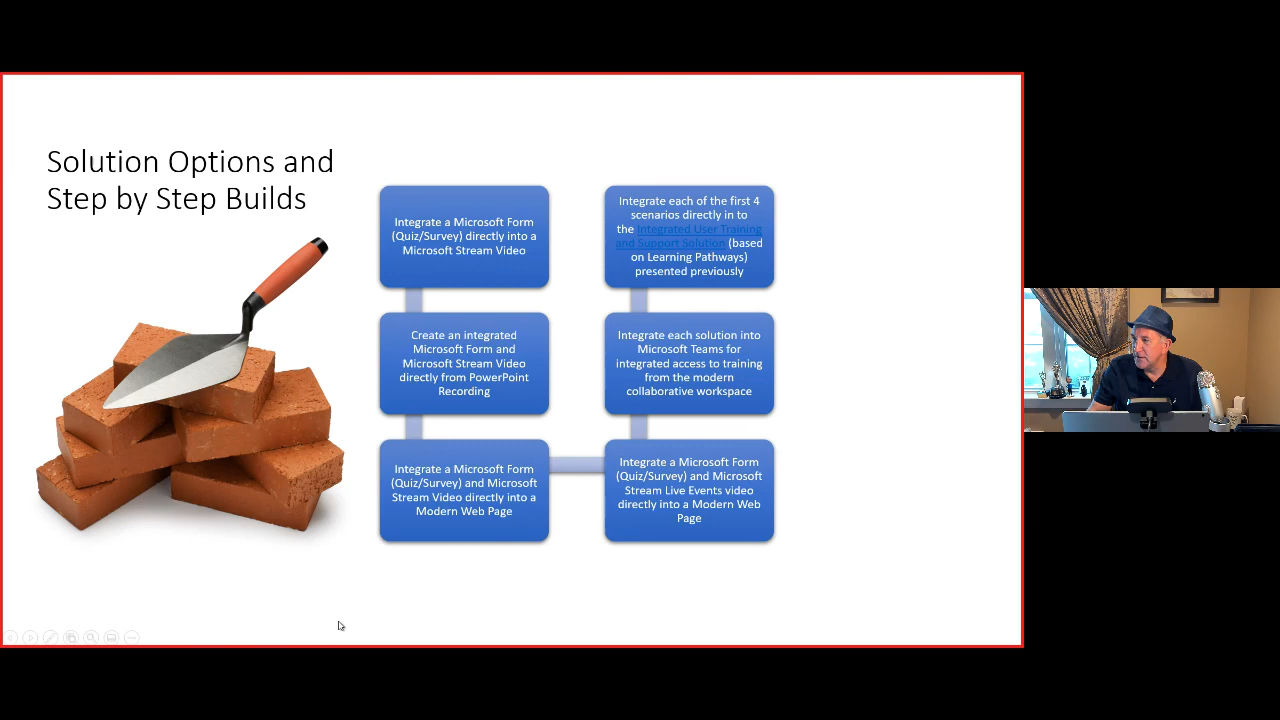 Solution Options and
Step by Step Builds
Integrate a Microsoft Form
(Quiz/Survey) directly into a
Microsoft Stream Video
Create an integrated
Microsoft Form and
Microsoft Stream Video
directly from PowerPoint
Recording
Integrate a Microsoft Form
(Quiz/Survey) and Microsoft
Stream Video directly into a
Modern Web Page
Integrate a Microsoft Form
(Quiz/Survey) and Microsoft
Stream Live Events video
directly into a Modern Web
Page
Integrate each solution into
Microsoft Teams for
integrated access to training
from the modern
collaborative workspace
Integrate each of the first 4
scenarios directly in to
the Integrated User Training
and Support Solution (based
on Learning Pathways)
presented previously